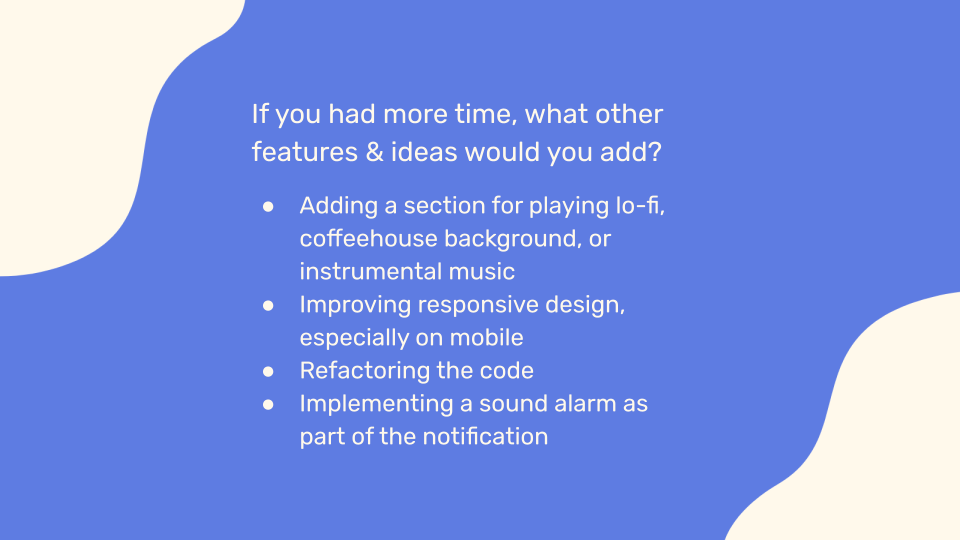 If you had more time, what other
features & ideas would you add?
● Adding a section for playing lo-fi,
coffeehouse background, or
instrumental music
● Improving responsive design,
especially on mobile
● Refactoring the code
● Implementing a sound alarm as
part of the notification